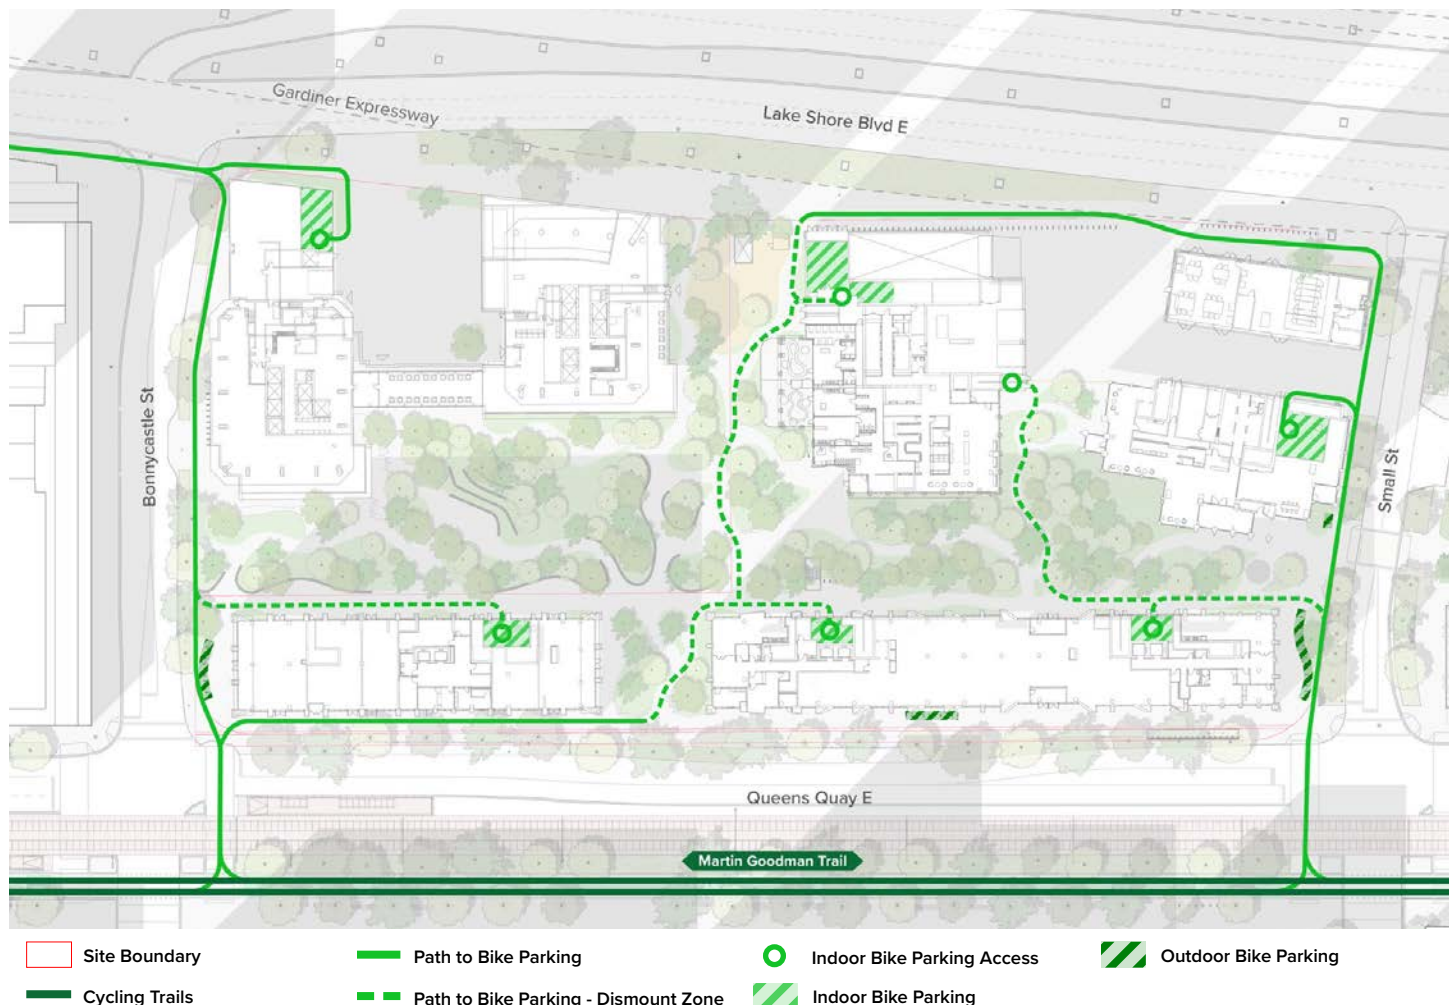 Gardiner Expressway
Lake Shore Blvd E
Bonnycastle St
Small St
Queens Quay E
Martin Goodman Trail
Site Boundary
Path to Bike Parking
Indoor Bike Parking Access
Outdoor Bike Parking
Cycling Trails
Path to Bike Parking - Dismount Zone
Indoor Bike Parking